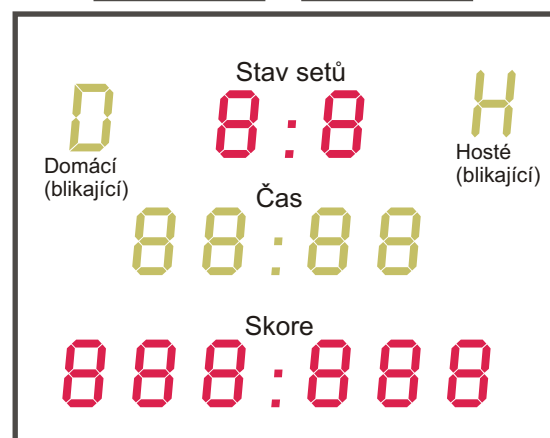 Stav setů
D 8:8 H
Domácí
(blikající)
Hosté
(blikající)
Čas
88:88
Skore
888:888